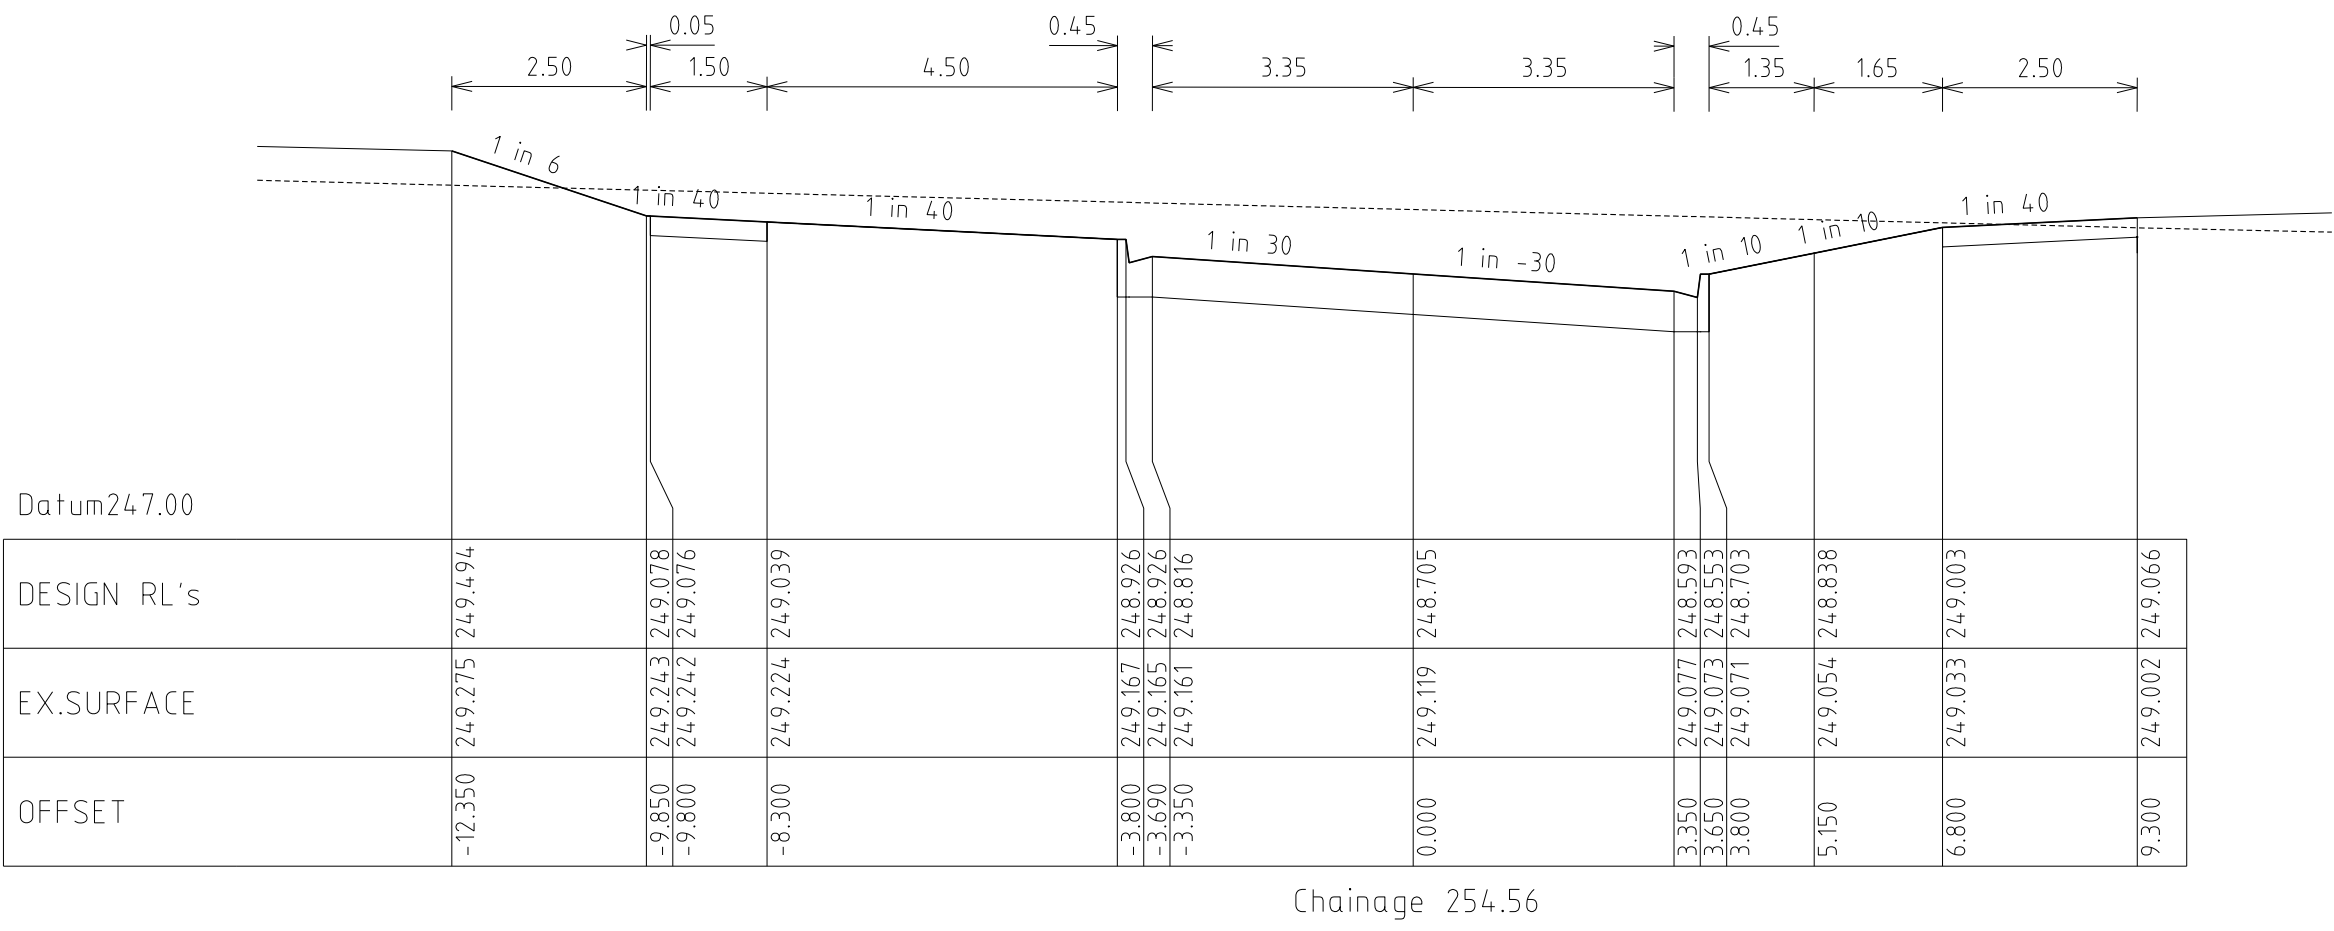 0.05 0.45 0.45
2.50 1.50 4.50 3.35 3.35 1.35 1.65 2.50
1 in 6
1 in 40
1 in 40
1 in 30
1 in -30
1 in 10
1 in 10
1 in 40
Datum247.00
DESIGN RL's 249.494 249.078 249.076 249.039 248.926 248.926 248.816 248.705 248.593 248.553 248.703 248.838 249.003 249.066
EX.SURFACE 249.275 249.243 249.242 249.224 249.167 249.165 249.161 249.119 249.077 249.073 249.071 249.054 249.033 249.002
OFFSET -12.350 -9.850 -9.800 -8.300 -3.800 -3.690 -3.350 0.000 3.350 3.650 3.800 5.150 6.800 9.300
Chainage 254.56